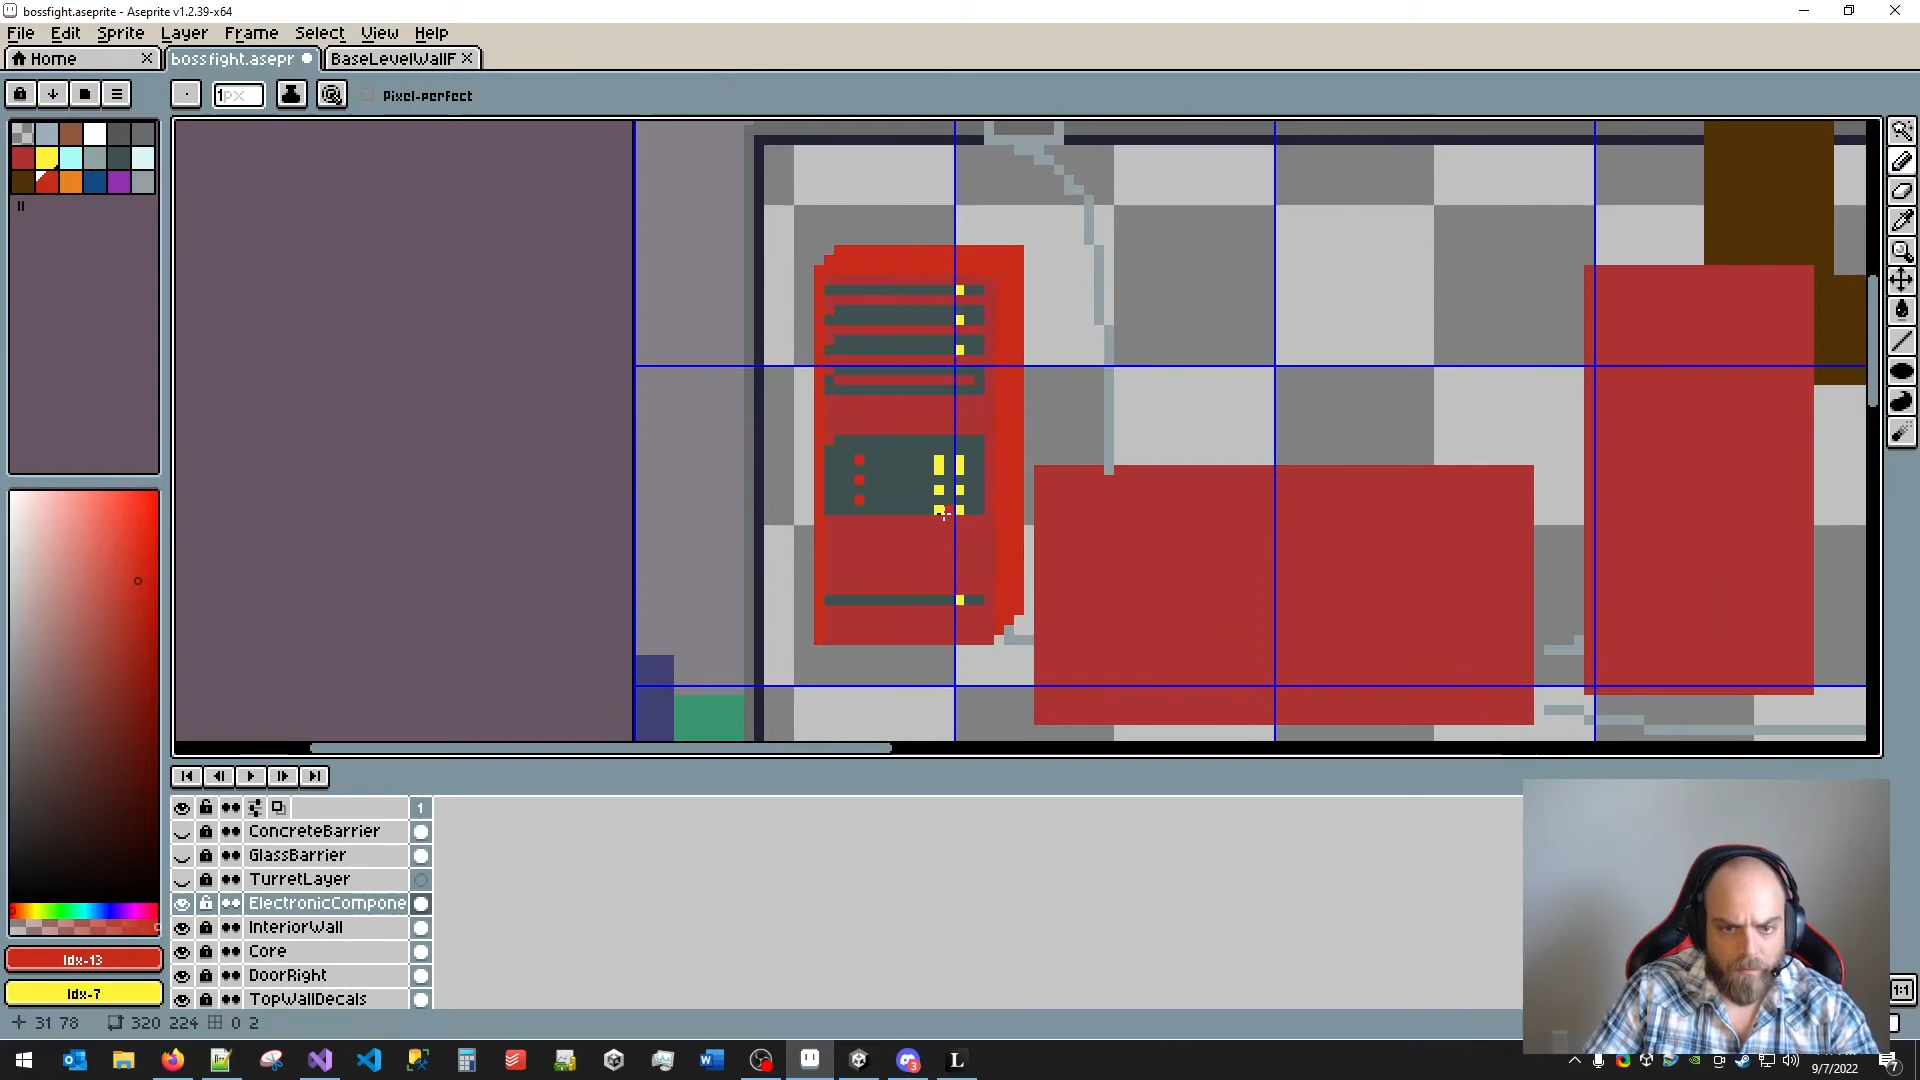 bossfight.aseprite - Aseprite v1.2.39-x64
File Edit Sprite Layer Frame Select View Help
Home bossfight.asepr BaseLevelWallF
1px Pixel-perfect
1
ConcreteBarrier
GlassBarrier
TurretLayer
ElectronicCompone
InteriorWall
Core
DoorRight
TopWallDecals
Idx-13
Idx-7
1:1
31 78 320 224 0 2
9/7/2022